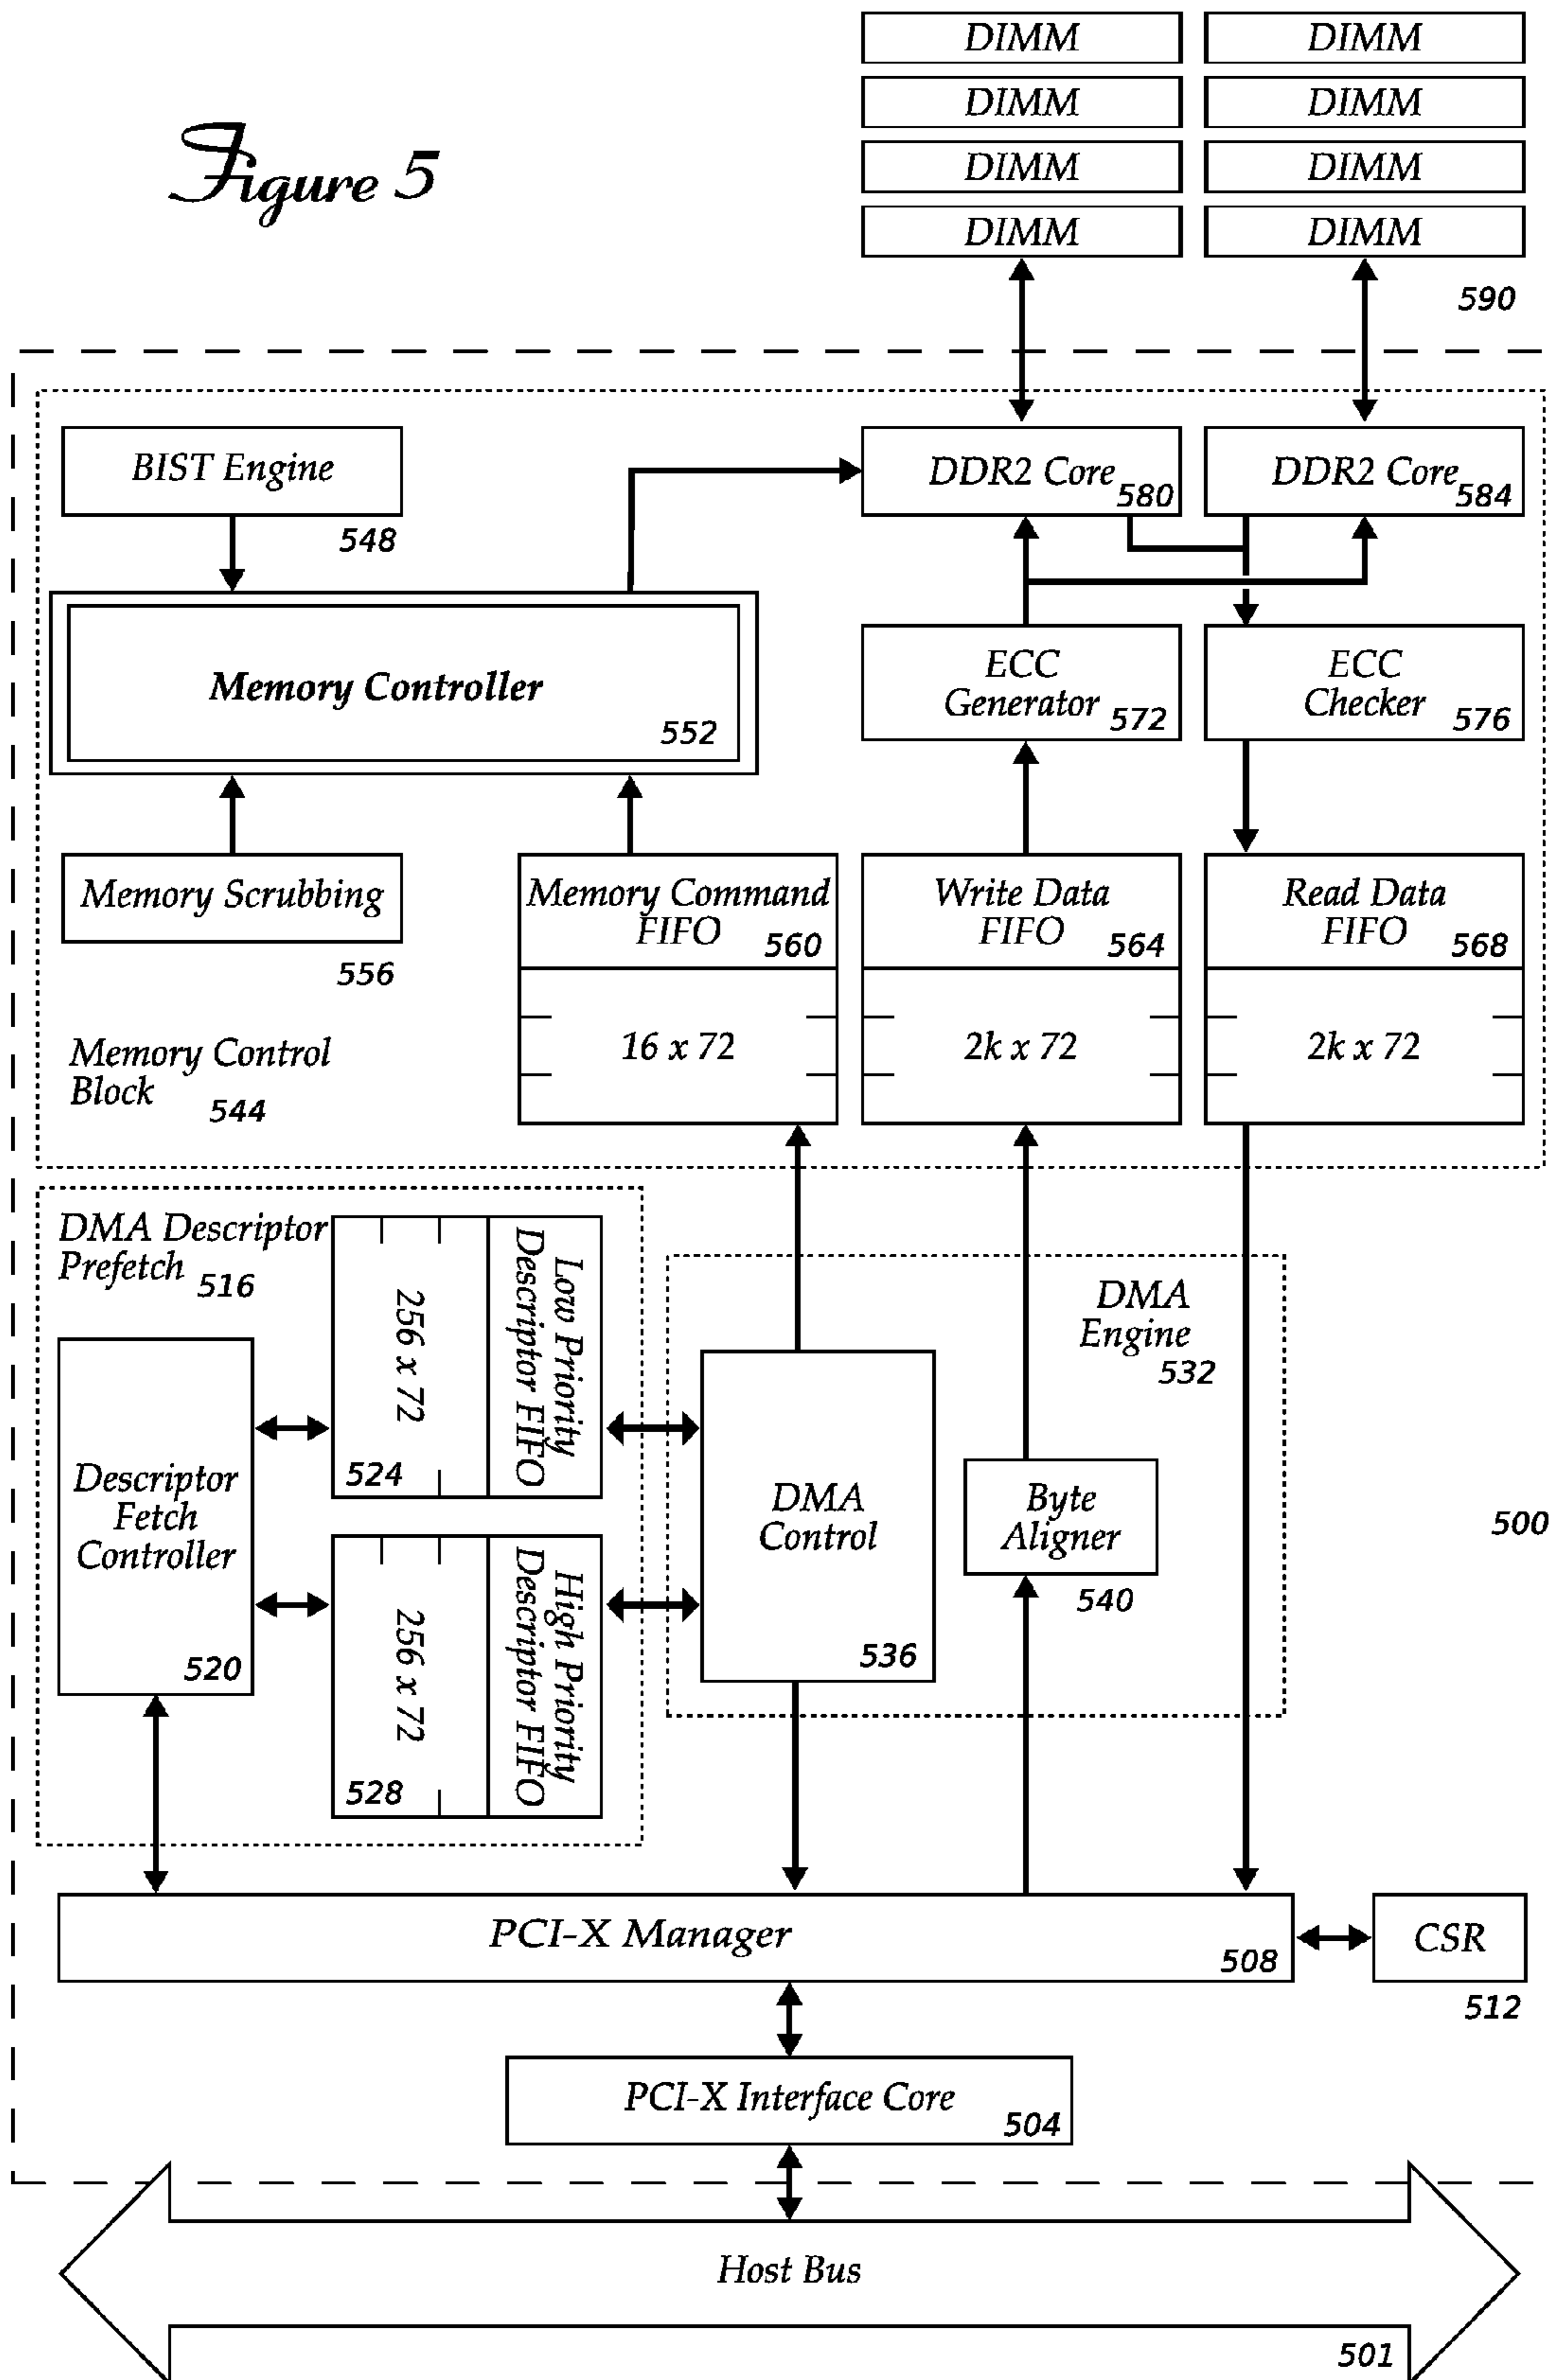 Figure 5
DIMM
DIMM
DIMM
DIMM
DIMM
DIMM
DIMM
DIMM
590
BIST Engine
548
DDR2 Core
580
DDR2 Core
584
Memory Controller
552
ECC
Generator
572
ECC
Checker
576
Memory Scrubbing
556
Memory Command
FIFO
560
16 x 72
Write Data
FIFO
564
2k x 72
Read Data
FIFO
568
2k x 72
Memory Control
Block
544
DMA Descriptor
Prefetch
516
Low Priority
Descriptor FIFO
256 x 72
524
DMA
Engine
532
Descriptor
Fetch
Controller
520
High Priority
Descriptor FIFO
256 x 72
528
DMA
Control
536
Byte
Aligner
540
500
PCI-X Manager
508
CSR
512
PCI-X Interface Core
504
Host Bus
501